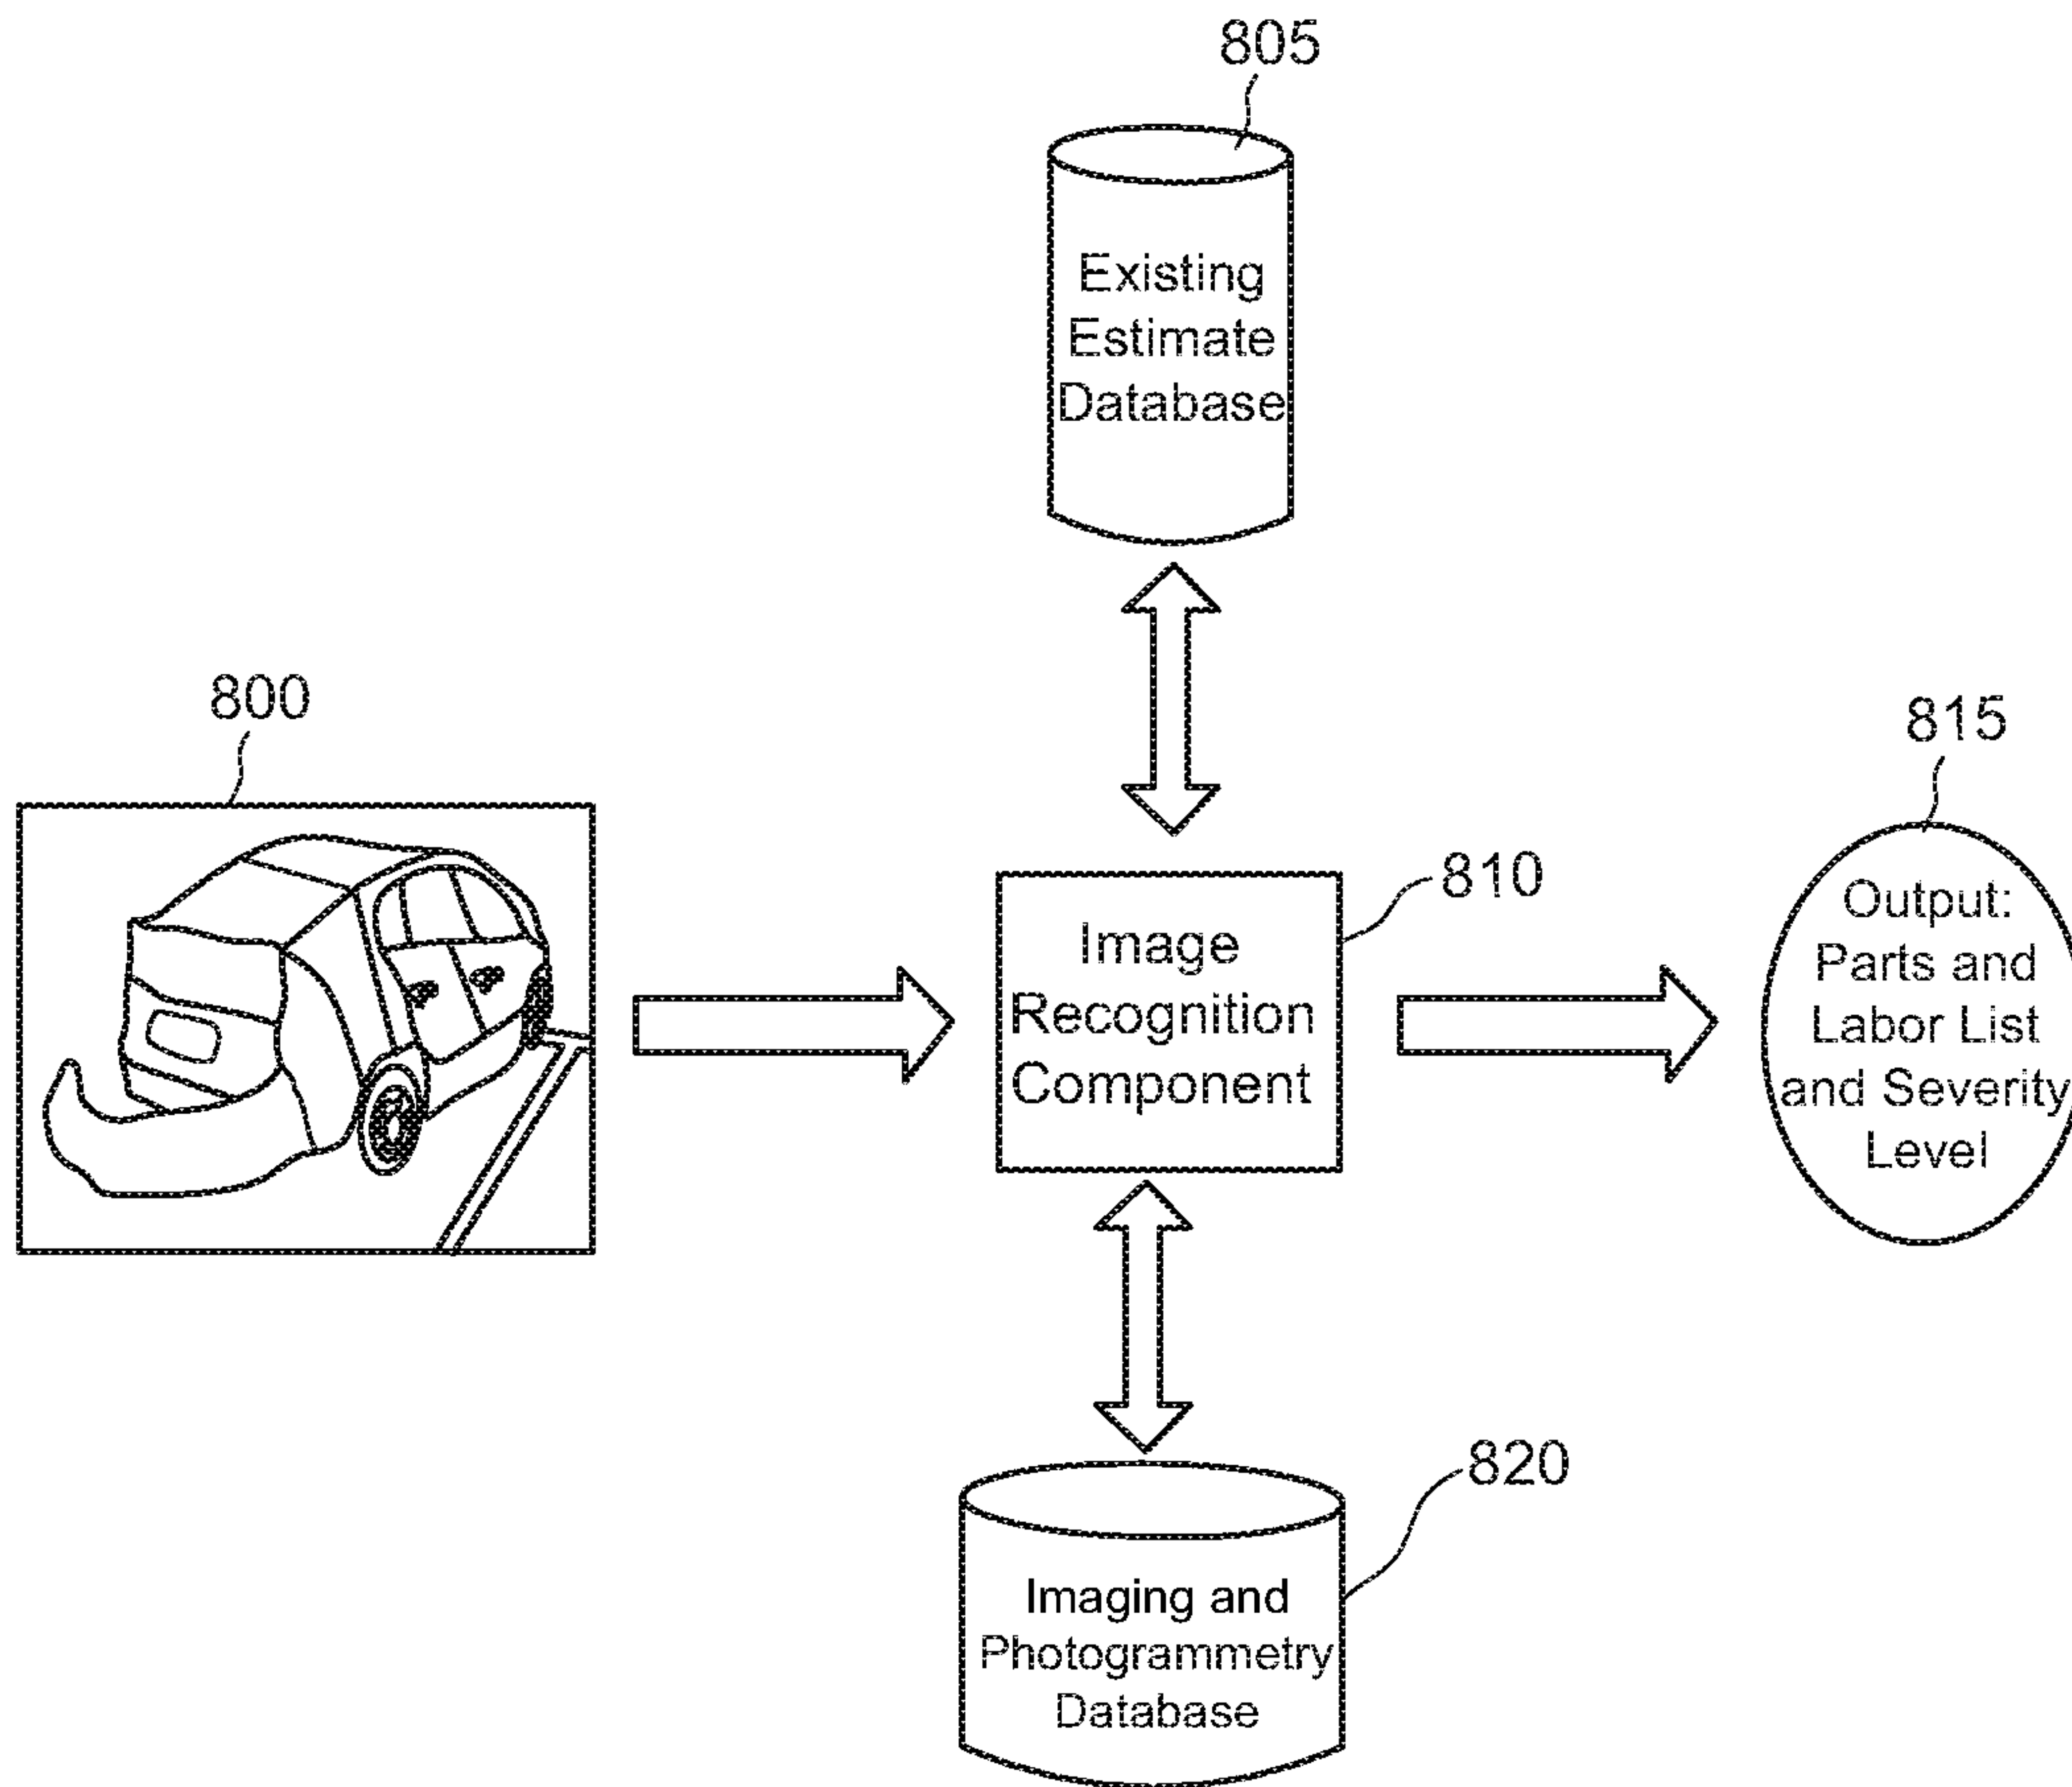 805
Existing
Estimate
Database
800
815
810
Image
Recognition
Component
Output:
Parts and
Labor List
and Severity
Level
820
Imaging and
Photogrammetry
Database